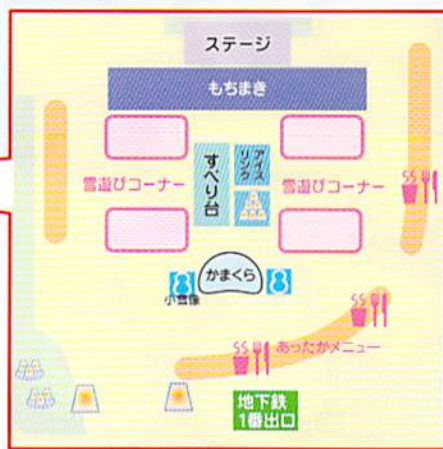 ステージ
もちまき
雪遊びコーナー
すべり台
アイス
リンク
雪遊びコーナー
かまくら
小雪像
あったかメニュー
地下鉄
1番出口